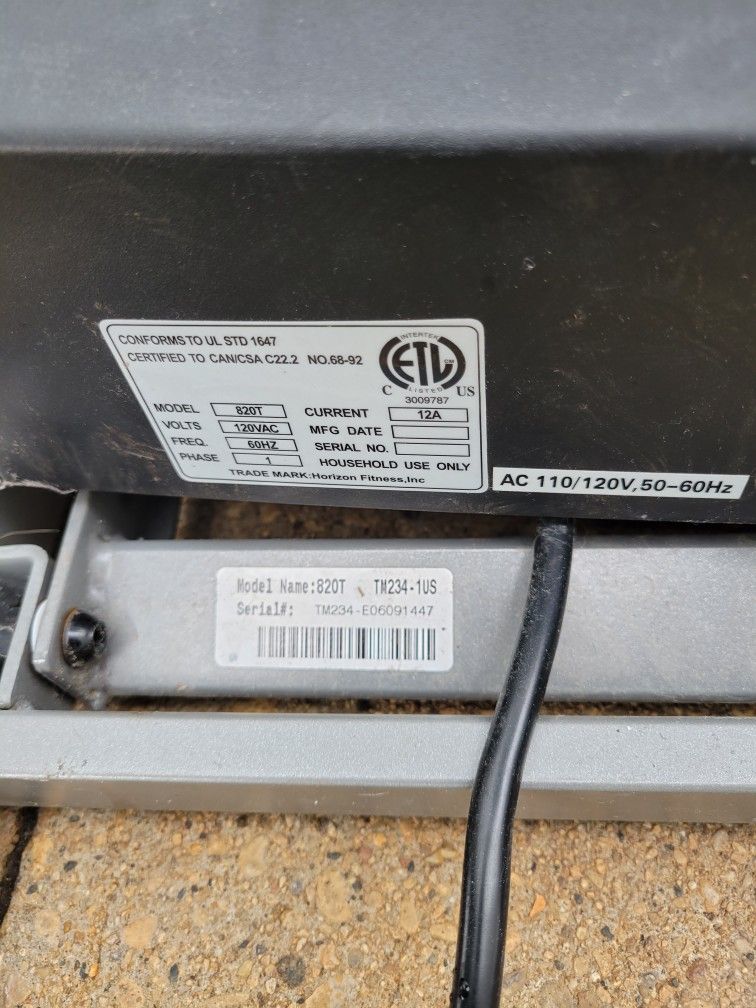 CONFORMS TO UL STD 1647
CERTIFIED TO CAN/CSA C22.2 NO.68-92
INTERTEK
ETL CM
LISTED
C US
3009787
MODEL 820T CURRENT 12A
VOLTS 120VAC MFG DATE
FREQ. 60HZ SERIAL NO.
PHASE 1 HOUSEHOLD USE ONLY
TRADE MARK:Horizon Fitness,Inc
AC 110/120V,50-60Hz
Model Name:820T TM234-1US
Serial#: TM234-E06091447